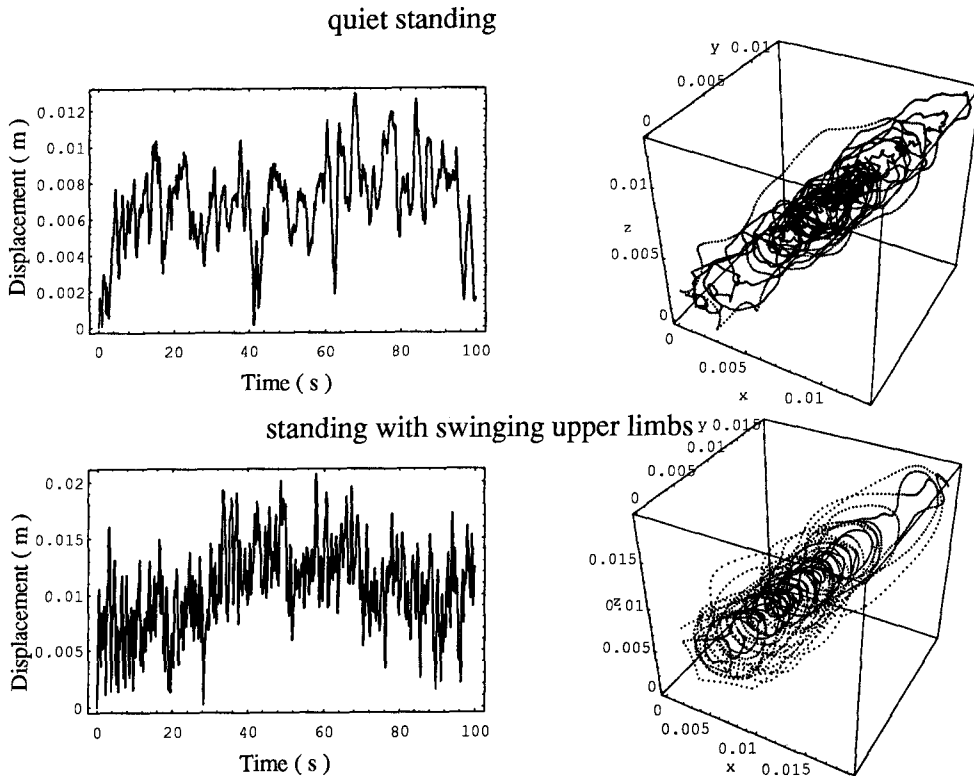 quiet standing
Displacement ( m )
0.012
0.010
0.008
0.006
0.004
0.002
0
0 20 40 60 80 100
Time ( s )
y 0.01
0.005
0
0.01
z
0.005
0
0
0.005
x 0.01
standing with swinging upper limbs
Displacement ( m )
0.02
0.015
0.01
0.005
0
0 20 40 60 80 100
Time ( s )
y 0.015
0.01
0.005
0
0.015
z
0.01
0.005
0
0
0.005
0.01
x 0.015